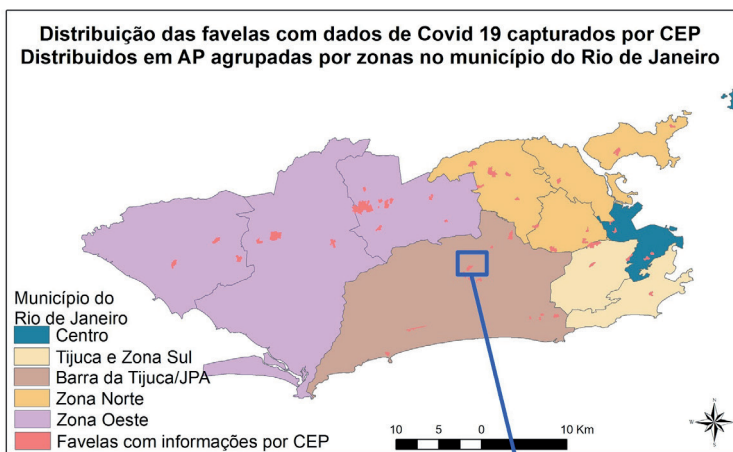 Distribuição das favelas com dados de Covid 19 capturados por CEP
Distribuidos em AP agrupadas por zonas no município do Rio de Janeiro
Município do
Rio de Janeiro
Centro
Tijuca e Zona Sul
Barra da Tijuca/JPA
Zona Norte
Zona Oeste
Favelas com informações por CEP
10 5 0 10 Km
N
W E
S